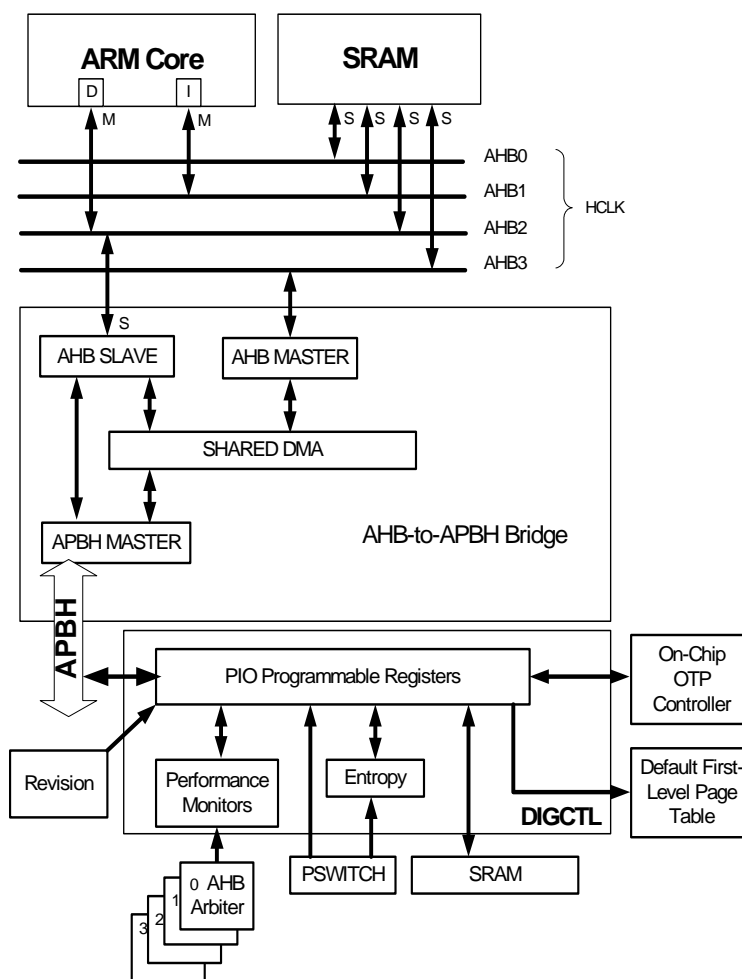 ARM Core
SRAM
D
I
M
M
S
S
S
S
AHB0
AHB1
AHB2
AHB3
HCLK
S
AHB SLAVE
AHB MASTER
SHARED DMA
APBH MASTER
AHB-to-APBH Bridge
APBH
PIO Programmable Registers
On-Chip
OTP
Controller
Revision
Performance
Monitors
Entropy
Default First-
Level Page
Table
DIGCTL
PSWITCH
SRAM
0 AHB
Arbiter
1
2
3